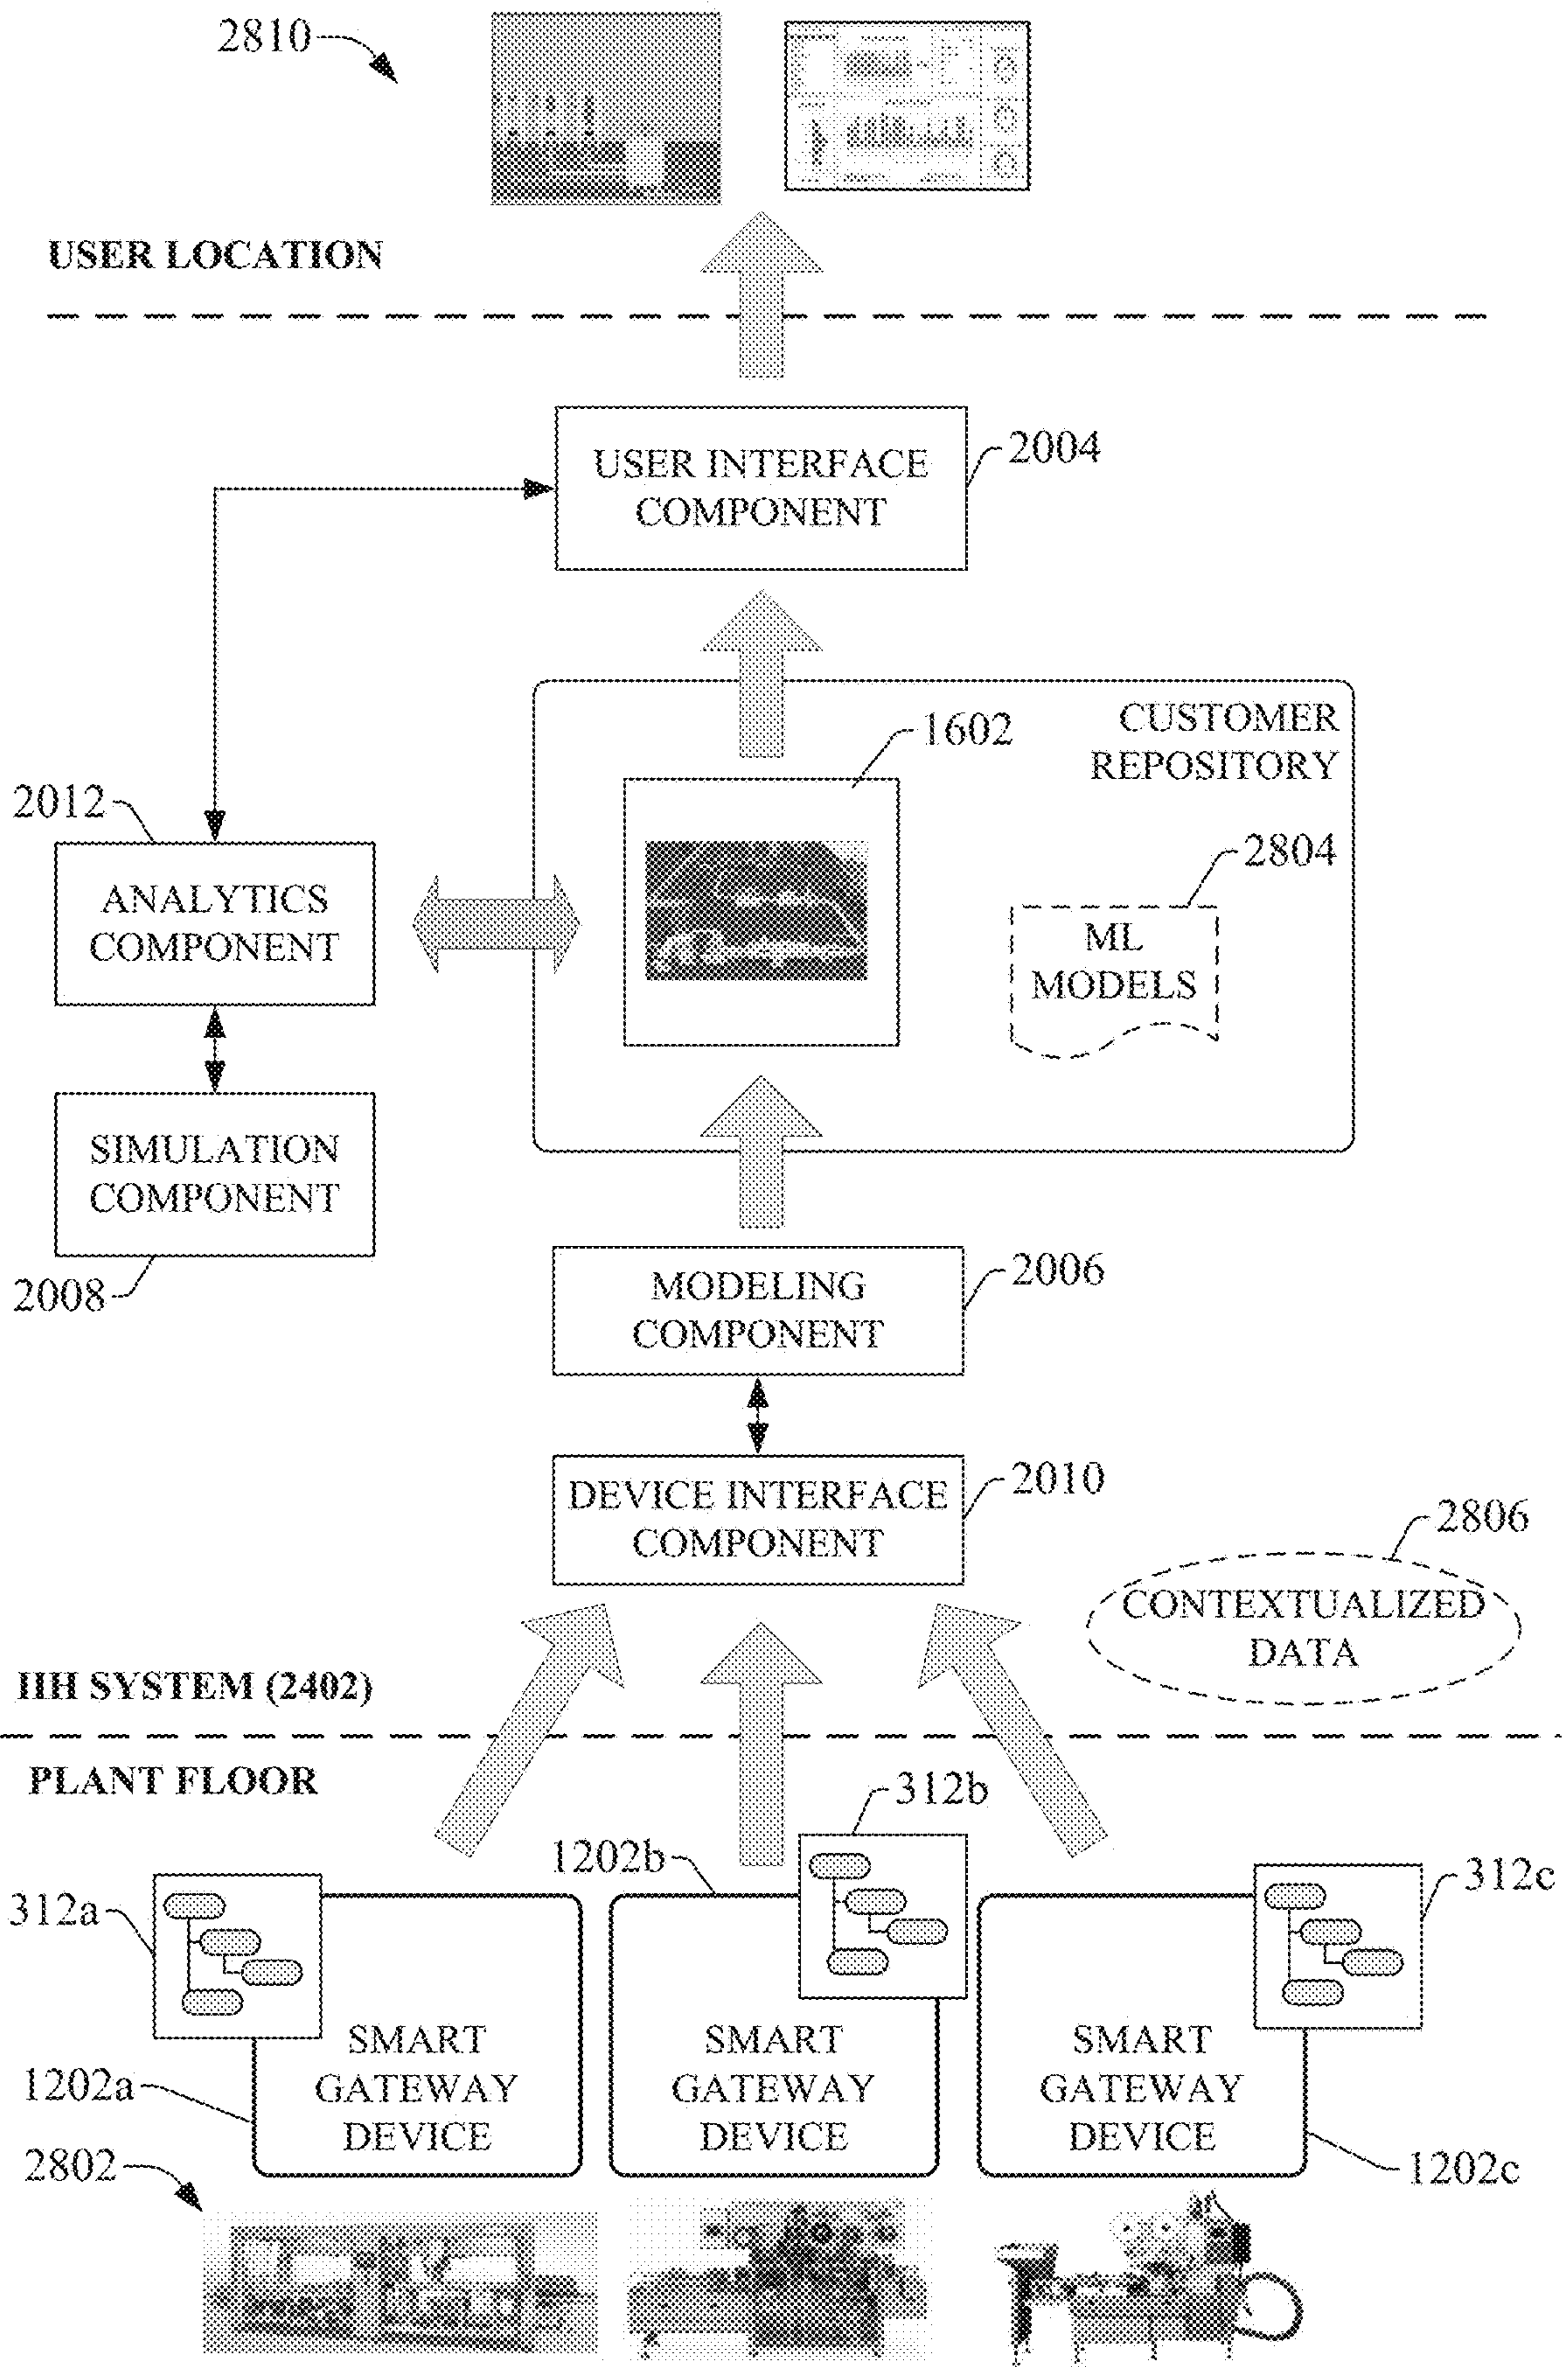 2810
USER LOCATION
USER INTERFACE
COMPONENT
2004
CUSTOMER
REPOSITORY
1602
2804
ML
MODELS
2012
ANALYTICS
COMPONENT
SIMULATION
COMPONENT
2008
MODELING
COMPONENT
2006
DEVICE INTERFACE
COMPONENT
2010
2806
CONTEXTUALIZED
DATA
IIH SYSTEM (2402)
PLANT FLOOR
312b
1202b
312a
312c
SMART
GATEWAY
DEVICE
SMART
GATEWAY
DEVICE
SMART
GATEWAY
DEVICE
1202a
1202c
2802